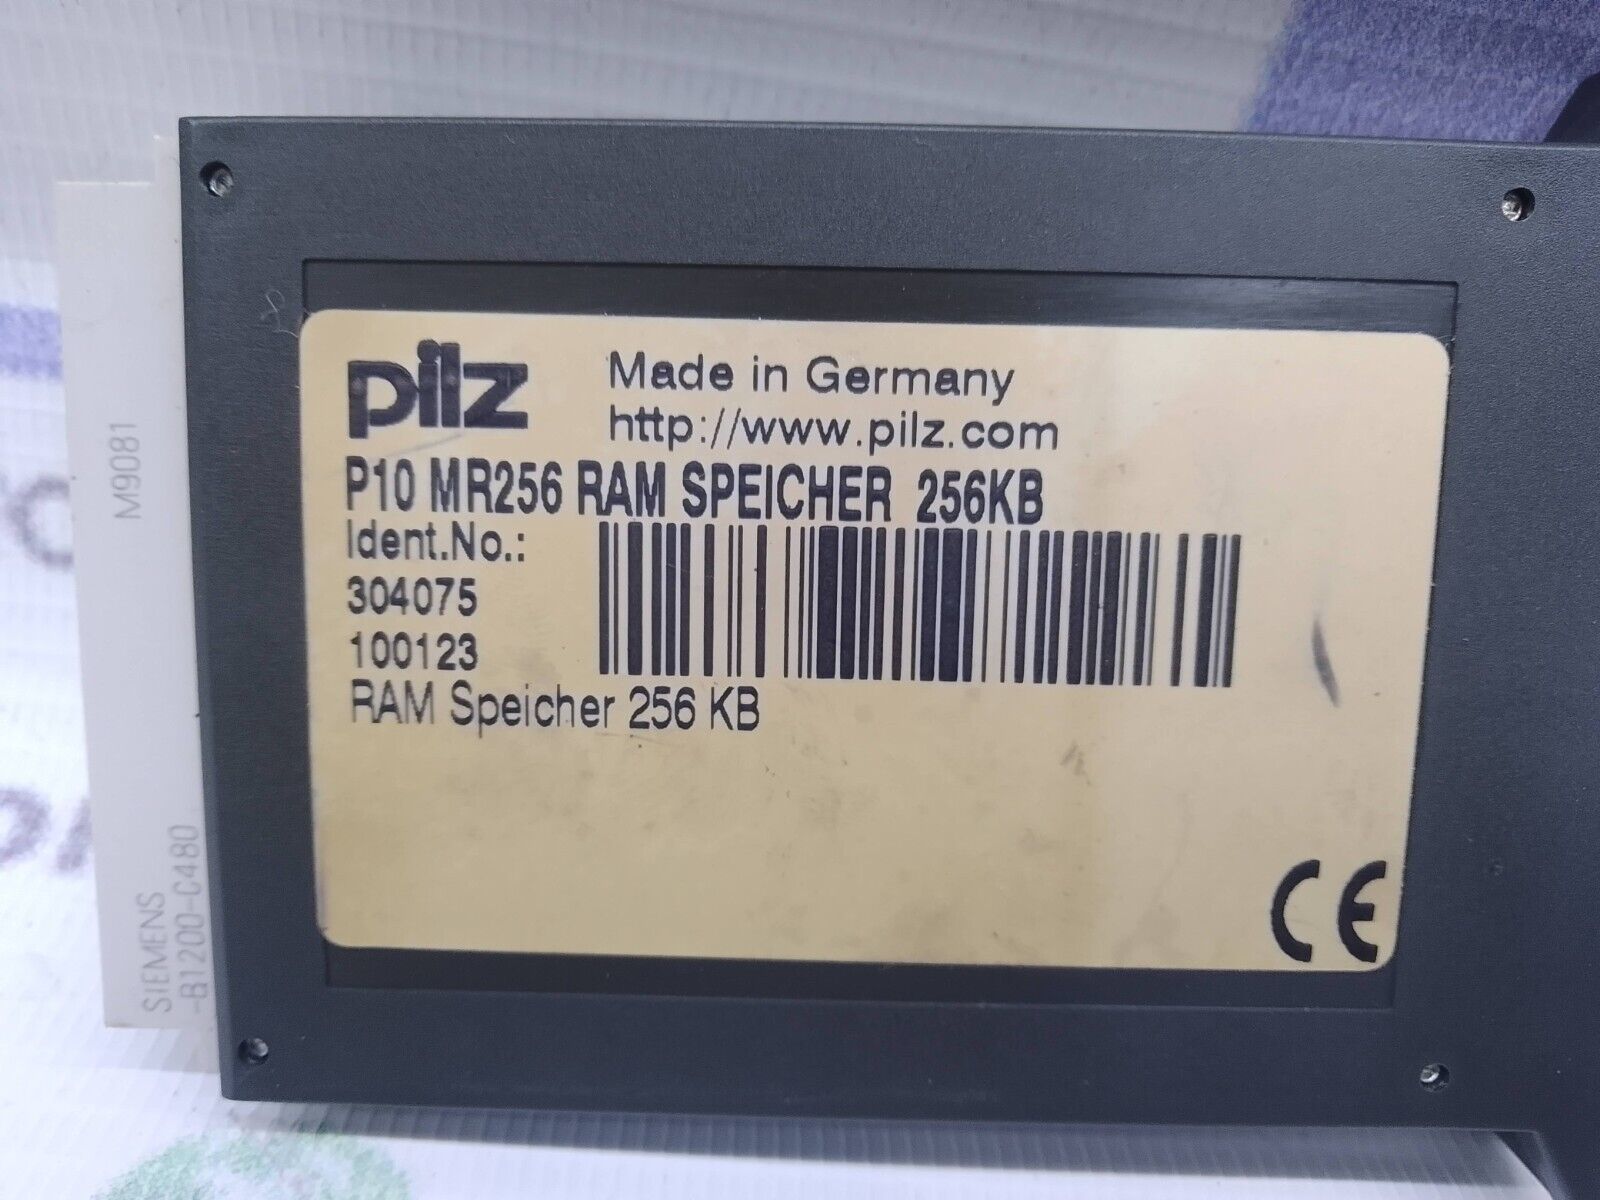 pilz
Made in Germany
http://www.pilz.com
P10 MR256 RAM SPEICHER 256KB
Ident.No.:
304075
100123
RAM Speicher 256 KB
CE
M9081
SIEMENS
-B1200-C480